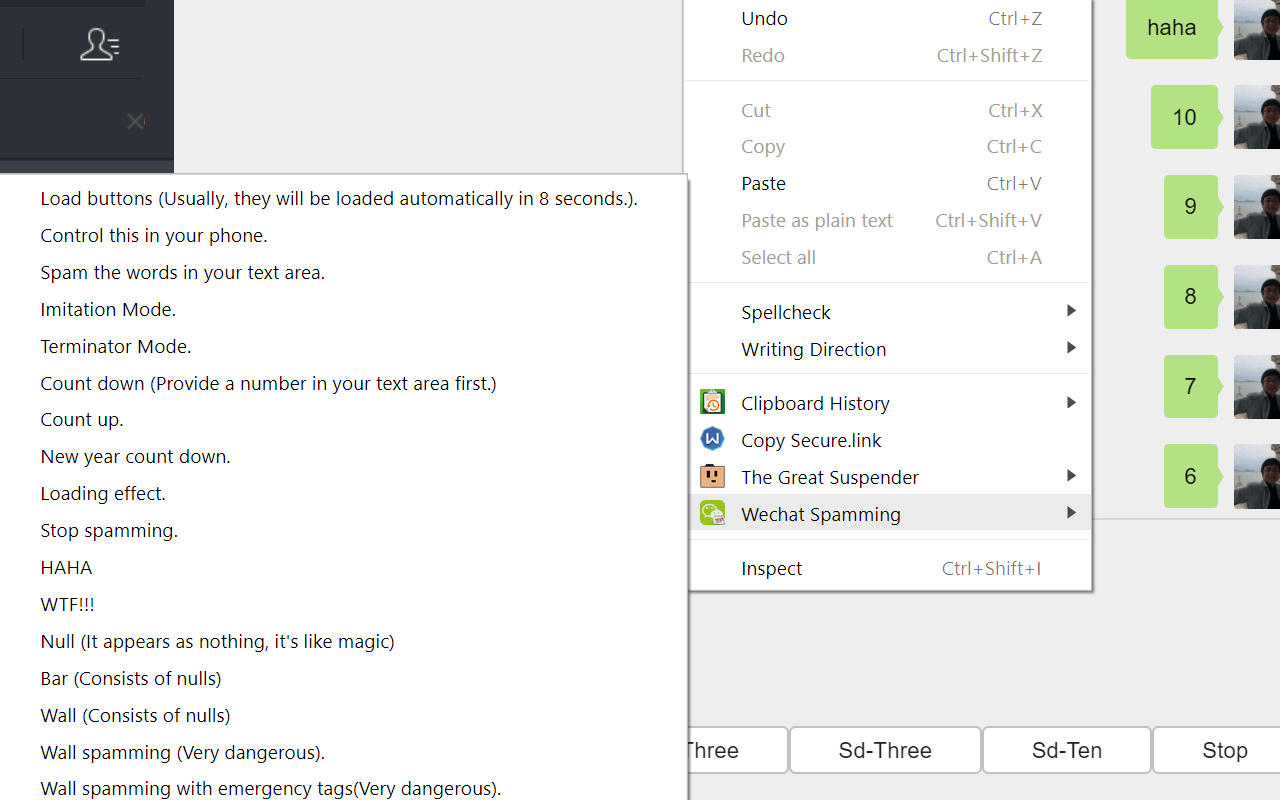 Undo Ctrl+Z
Redo Ctrl+Shift+Z
Cut Ctrl+X
Copy Ctrl+C
Paste Ctrl+V
Paste as plain text Ctrl+Shift+V
Select all Ctrl+A
Spellcheck
Writing Direction
Clipboard History
Copy Secure.link
The Great Suspender
Wechat Spamming
Inspect Ctrl+Shift+I
Load buttons (Usually, they will be loaded automatically in 8 seconds.).
Control this in your phone.
Spam the words in your text area.
Imitation Mode.
Terminator Mode.
Count down (Provide a number in your text area first.)
Count up.
New year count down.
Loading effect.
Stop spamming.
HAHA
WTF!!!
Null (It appears as nothing, it's like magic)
Bar (Consists of nulls)
Wall (Consists of nulls)
Wall spamming (Very dangerous).
Wall spamming with emergency tags(Very dangerous).
haha
10
9
8
7
6
Three
Sd-Three
Sd-Ten
Stop